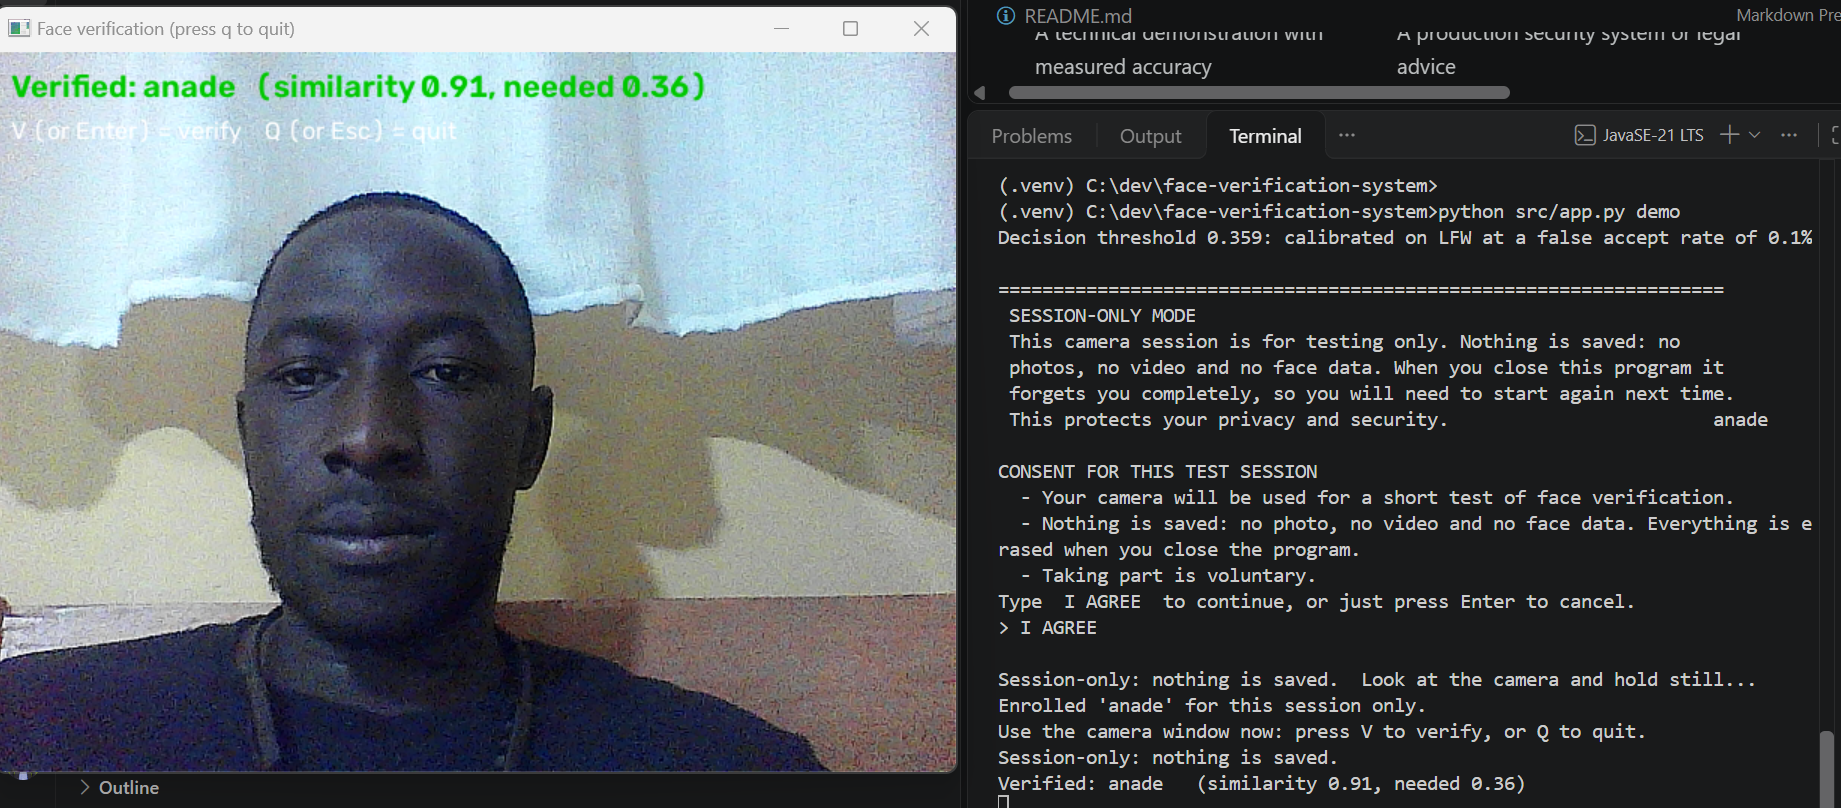 Face verification (press q to quit)
Verified: anade (similarity 0.91, needed 0.36)
V (or Enter) = verify Q (or Esc) = quit
Outline
README.md
Markdown Pre
A technical demonstration with
measured accuracy
A production security system or legal
advice
Problems Output Terminal
JavaSE-21 LTS
(.venv) C:\dev\face-verification-system>
(.venv) C:\dev\face-verification-system>python src/app.py demo
Decision threshold 0.359: calibrated on LFW at a false accept rate of 0.1%
==================================================================
SESSION-ONLY MODE
This camera session is for testing only. Nothing is saved: no
photos, no video and no face data. When you close this program it
forgets you completely, so you will need to start again next time.
This protects your privacy and security. anade
CONSENT FOR THIS TEST SESSION
- Your camera will be used for a short test of face verification.
- Nothing is saved: no photo, no video and no face data. Everything is e
rased when you close the program.
- Taking part is voluntary.
Type I AGREE to continue, or just press Enter to cancel.
> I AGREE
Session-only: nothing is saved. Look at the camera and hold still...
Enrolled 'anade' for this session only.
Use the camera window now: press V to verify, or Q to quit.
Session-only: nothing is saved.
Verified: anade (similarity 0.91, needed 0.36)